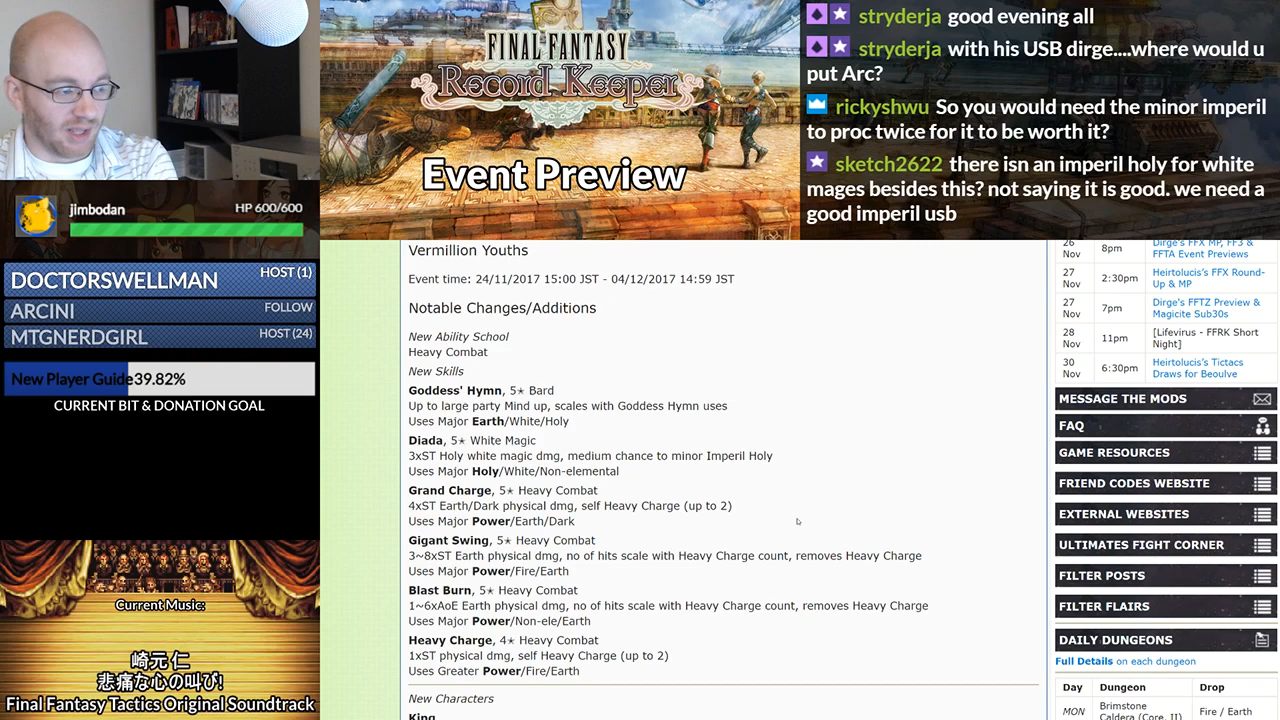 stryderja good evening all
stryderja with his USB dirge....where would u
put Arc?
rickyshwu So you would need the minor imperil
to proc twice for it to be worth it?
sketch2622 there isn an imperil holy for white
mages besides this? not saying it is good. we need a
good imperil usb
FINAL FANTASY
Record Keeper
Event Preview
jimbodan HP 600/600
DOCTORSWELLMAN HOST (1)
ARCINI FOLLOW
MTGNERDGIRL HOST (24)
New Player Guide39.82%
CURRENT BIT & DONATION GOAL
Current Music:
崎元仁
悲痛な心の叫び!
Final Fantasy Tactics Original Soundtrack
Vermillion Youths
Event time: 24/11/2017 15:00 JST - 04/12/2017 14:59 JST
Notable Changes/Additions
New Ability School
Heavy Combat
New Skills
Goddess' Hymn, 5★ Bard
Up to large party Mind up, scales with Goddess Hymn uses
Uses Major Earth/White/Holy
Diada, 5★ White Magic
3xST Holy white magic dmg, medium chance to minor Imperil Holy
Uses Major Holy/White/Non-elemental
Grand Charge, 5★ Heavy Combat
4xST Earth/Dark physical dmg, self Heavy Charge (up to 2)
Uses Major Power/Earth/Dark
Gigant Swing, 5★ Heavy Combat
3~8xST Earth physical dmg, no of hits scale with Heavy Charge count, removes Heavy Charge
Uses Major Power/Fire/Earth
Blast Burn, 5★ Heavy Combat
1~6xAoE Earth physical dmg, no of hits scale with Heavy Charge count, removes Heavy Charge
Uses Major Power/Non-ele/Earth
Heavy Charge, 4★ Heavy Combat
1xST physical dmg, self Heavy Charge (up to 2)
Uses Greater Power/Fire/Earth
New Characters
King
26 Nov 8pm Dirge's FFX MP, FF3 & FFTA Event Previews
27 Nov 2:30pm Heirtolucis's FFX Round-Up & MP
27 Nov 7pm Dirge's FFTZ Preview & Magicite Sub30s
28 Nov 11pm [Lifevirus - FFRK Short Night]
30 Nov 6:30pm Heirtolucis's Tictacs Draws for Beoulve
MESSAGE THE MODS
FAQ
GAME RESOURCES
FRIEND CODES WEBSITE
EXTERNAL WEBSITES
ULTIMATES FIGHT CORNER
FILTER POSTS
FILTER FLAIRS
DAILY DUNGEONS
Full Details on each dungeon
Day Dungeon Drop
MON Brimstone Caldera (Core, II) Fire / Earth